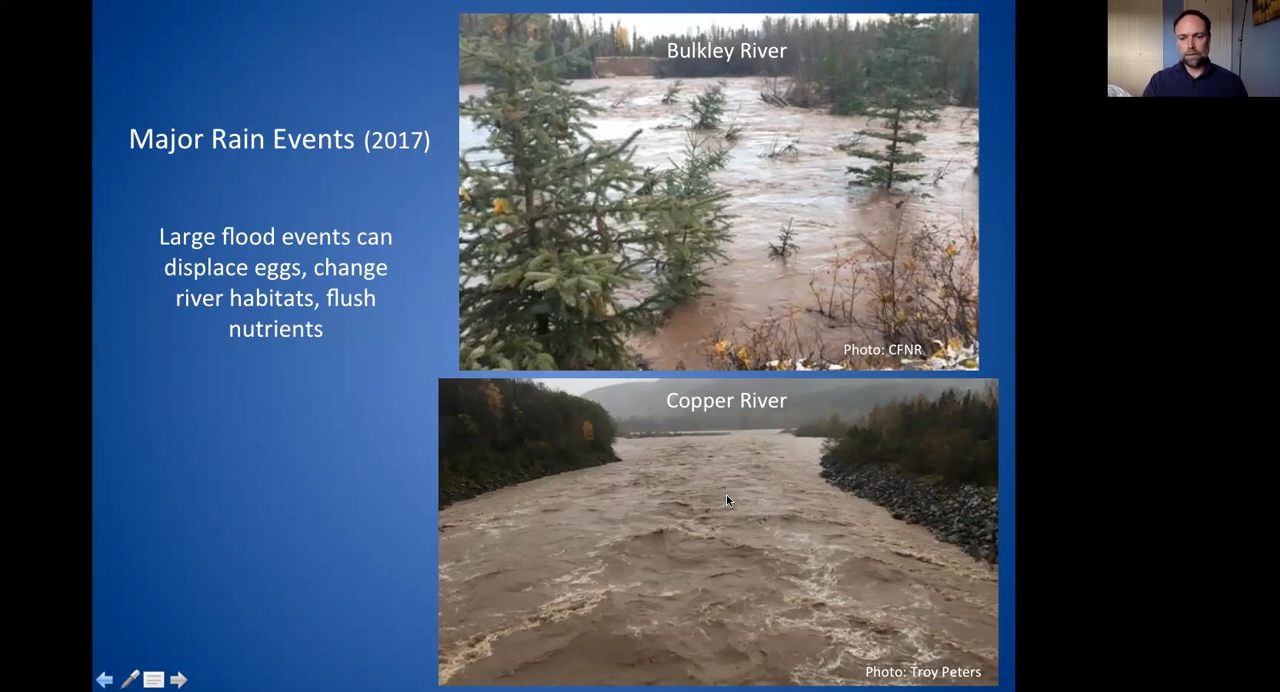 Major Rain Events (2017)
Large flood events can
displace eggs, change
river habitats, flush
nutrients
Bulkley River
Photo: CFNR
Copper River
Photo: Troy Peters